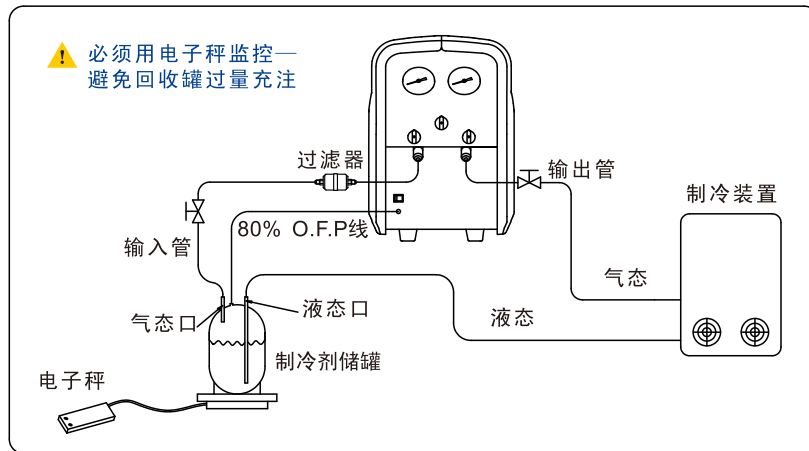 必须用电子秤监控—
避免回收罐过量充注
过滤器
输出管
制冷装置
80% O.F.P线
输入管
气态
气态口
液态口
液态
制冷剂储罐
电子秤